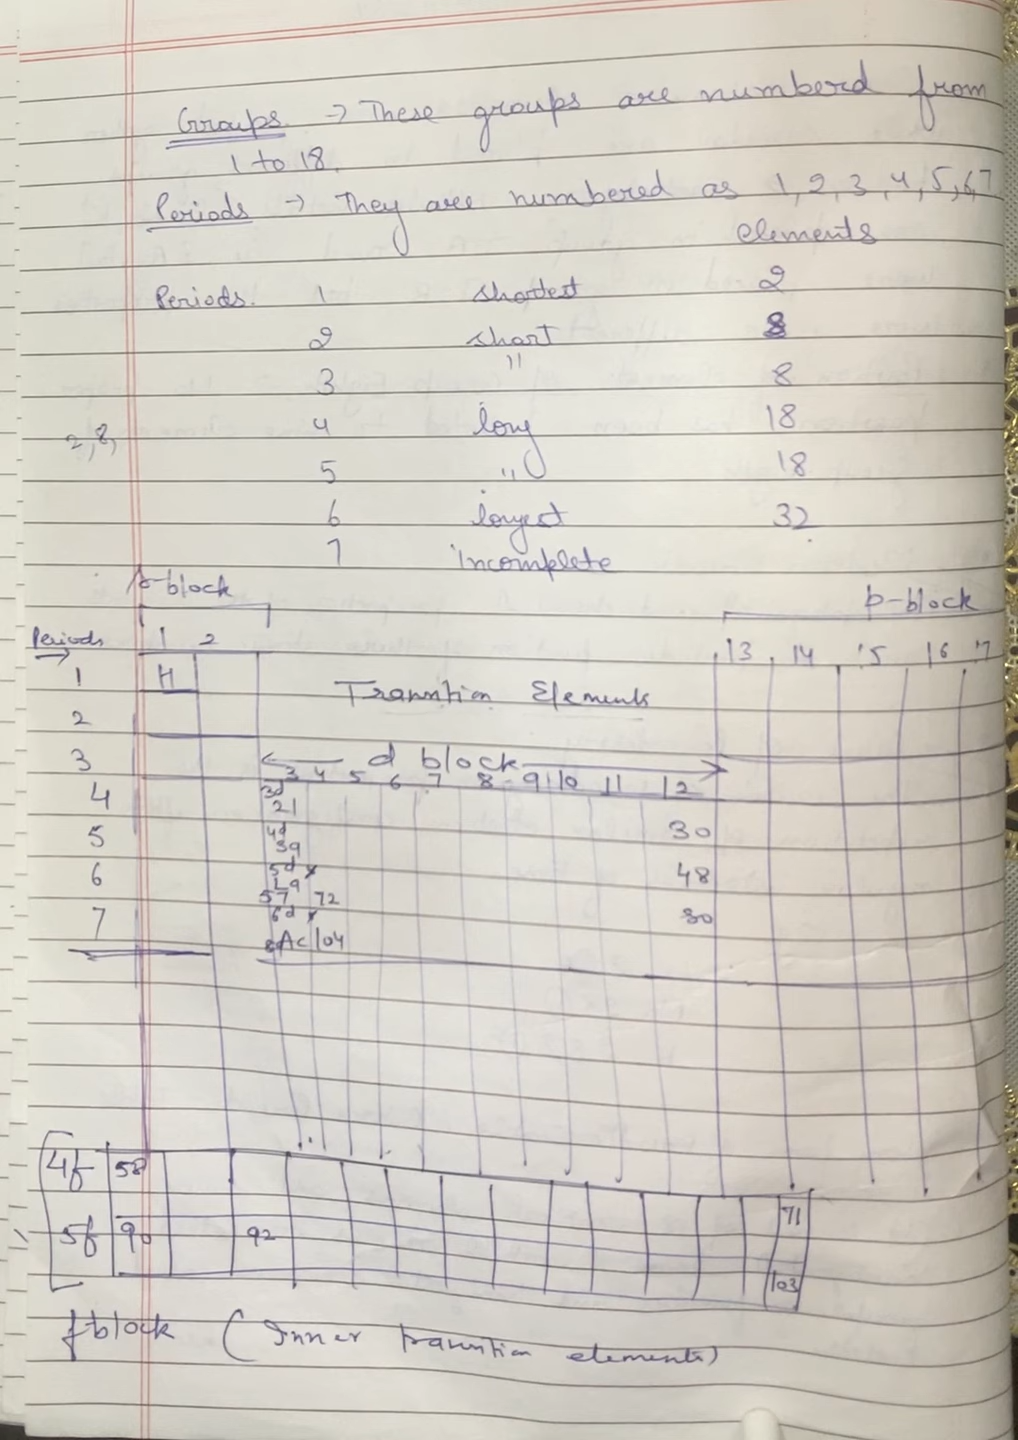 Groups → These groups are numberd from
1 to 18.
Periods → They are numbered as 1, 2, 3, 4, 5, 6, 7
elements
Periods. 1 shortest 2
2 short 8
3 " 8
4 long 18
2, 8,
5 " 18
6 longest 32
7 incomplete
s-block p-block
Periods 1 2 13 14 15 16 17
1 H Transition Elements
2
3 d block
3 4 5 6 7 8 9 10 11 12
4 3d 21 30
5 4d 39 48
6 5d La 57 72 80
7 6d Ac 104
4f 58 71
5f 90 92 103
f-block (Inner transition elements)